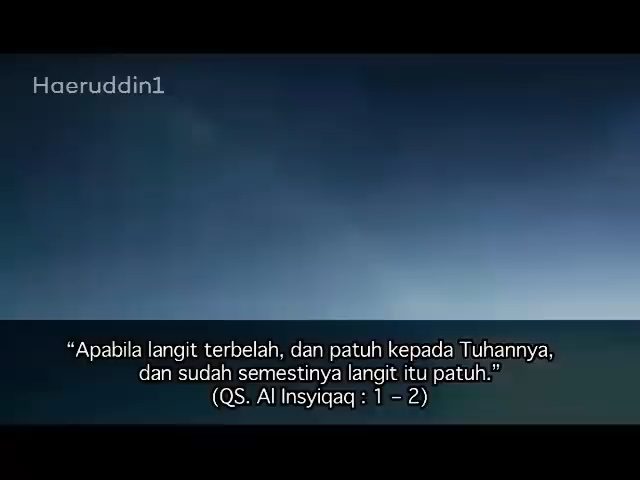 Haeruddin1
“Apabila langit terbelah, dan patuh kepada Tuhannya,
dan sudah semestinya langit itu patuh.”
(QS. Al Insyiqaq : 1 – 2)